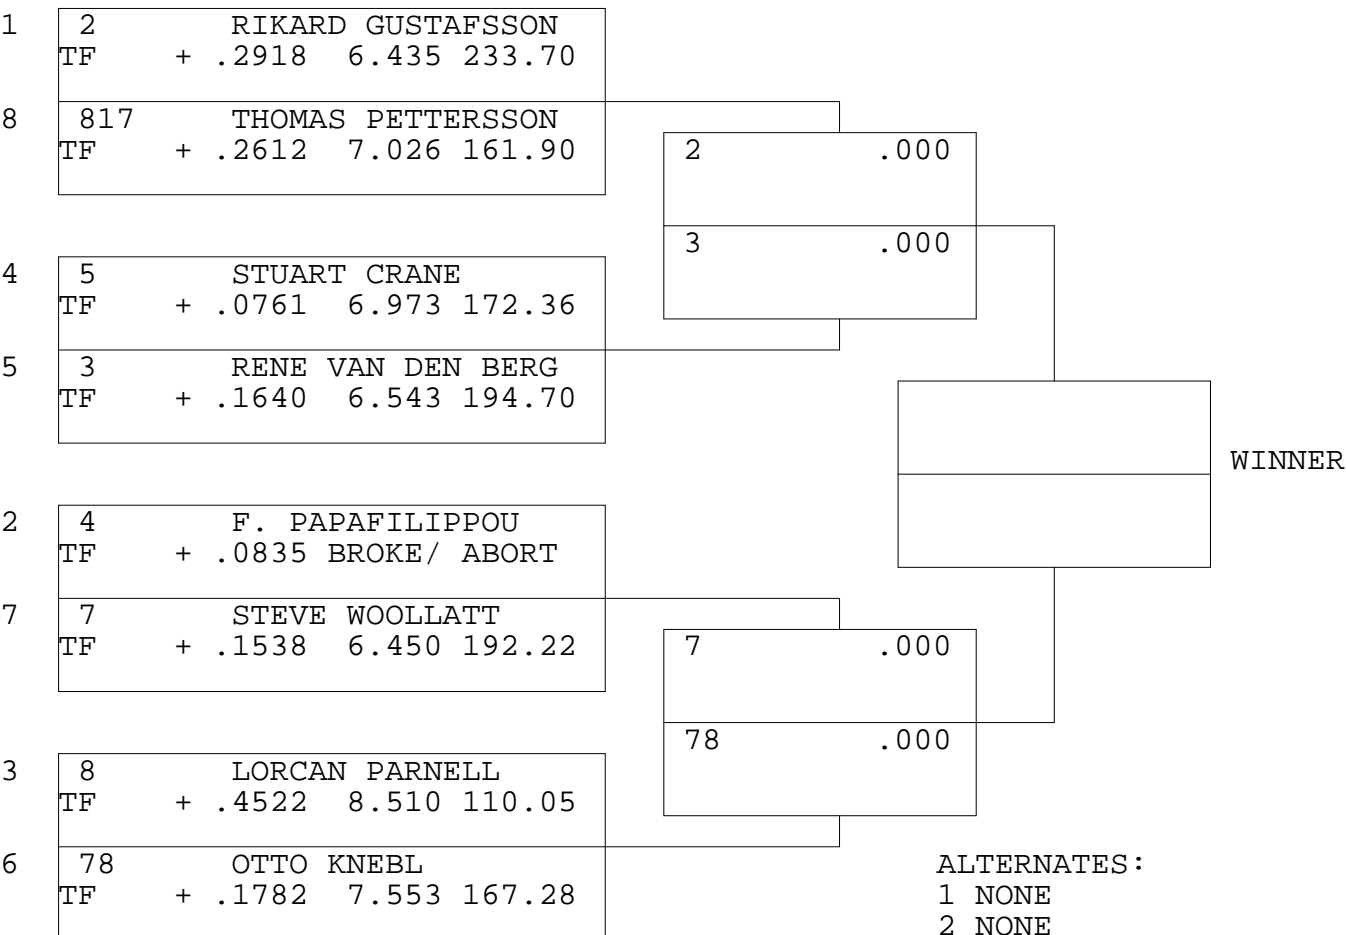 1 2 RIKARD GUSTAFSSON
TF + .2918 6.435 233.70
8 817 THOMAS PETTERSSON
TF + .2612 7.026 161.90
2 .000
3 .000
4 5 STUART CRANE
TF + .0761 6.973 172.36
5 3 RENE VAN DEN BERG
TF + .1640 6.543 194.70
WINNER
2 4 F. PAPAFILIPPOU
TF + .0835 BROKE/ ABORT
7 7 STEVE WOOLLATT
TF + .1538 6.450 192.22
7 .000
78 .000
3 8 LORCAN PARNELL
TF + .4522 8.510 110.05
6 78 OTTO KNEBL
TF + .1782 7.553 167.28
ALTERNATES:
1 NONE
2 NONE